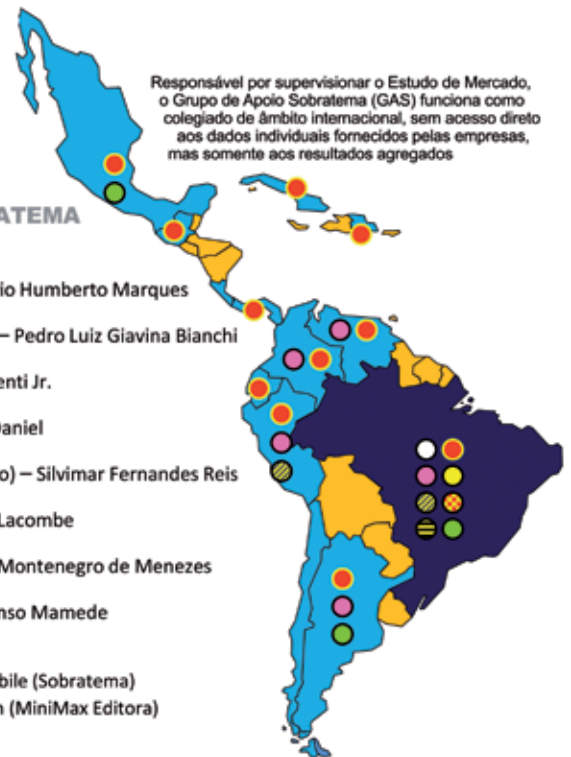 Responsável por supervisionar o Estudo de Mercado,
o Grupo de Apoio Sobratema (GAS) funciona como
colegiado de âmbito internacional, sem acesso direto
aos dados individuais fornecidos pelas empresas,
mas somente aos resultados agregados
ATEMA
io Humberto Marques
– Pedro Luiz Giavina Bianchi
enti Jr.
Daniel
o) – Silvimar Fernandes Reis
Lacombe
Montenegro de Menezes
nso Mamede
bile (Sobratema)
n (MiniMax Editora)